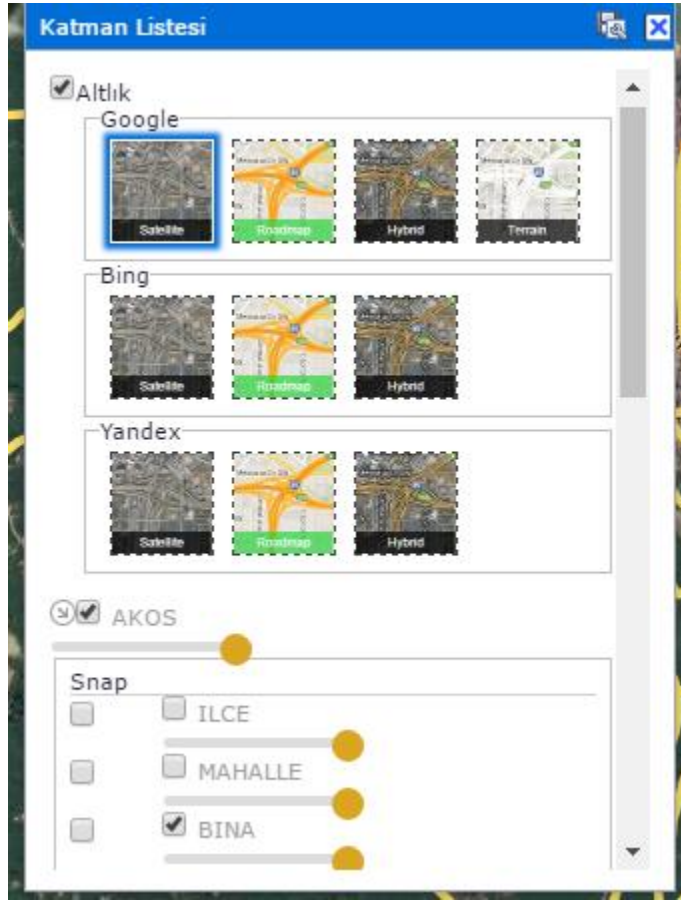 Katman Listesi
Altlık
Google
Satellite Roadmap Hybrid Terrain
Bing
Satellite Roadmap Hybrid
Yandex
Satellite Roadmap Hybrid
AKOS
Snap
ILCE
MAHALLE
BINA